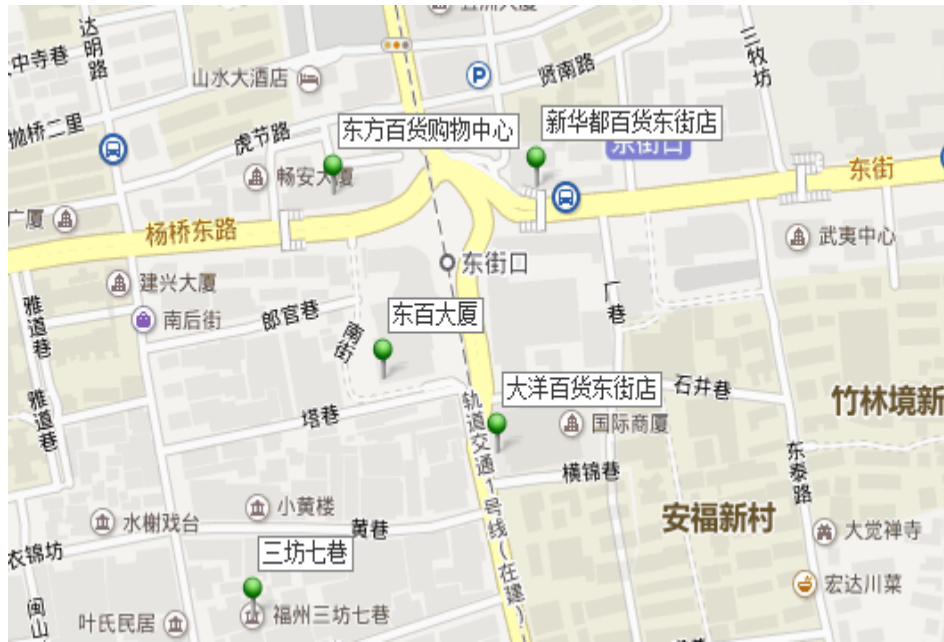 五洲大厦
达明路
三牧坊
中寺巷
山水大酒店
P
贤南路
抛桥二里
虎节路
东方百货购物中心
新华都百货东街店
东街口
畅安大厦
东街
广厦
杨桥东路
武夷中心
东街口
建兴大厦
雅道巷
南后街
郎官巷
南街
东百大厦
厂巷
大洋百货东街店
石井巷
竹林境新
雅道巷
塔巷
国际商厦
轨道交通1号线(在建)
横锦巷
东泰路
小黄楼
水榭戏台
黄巷
安福新村
大觉禅寺
衣锦坊
三坊七巷
宏达川菜
闽山
叶氏民居
福州三坊七巷